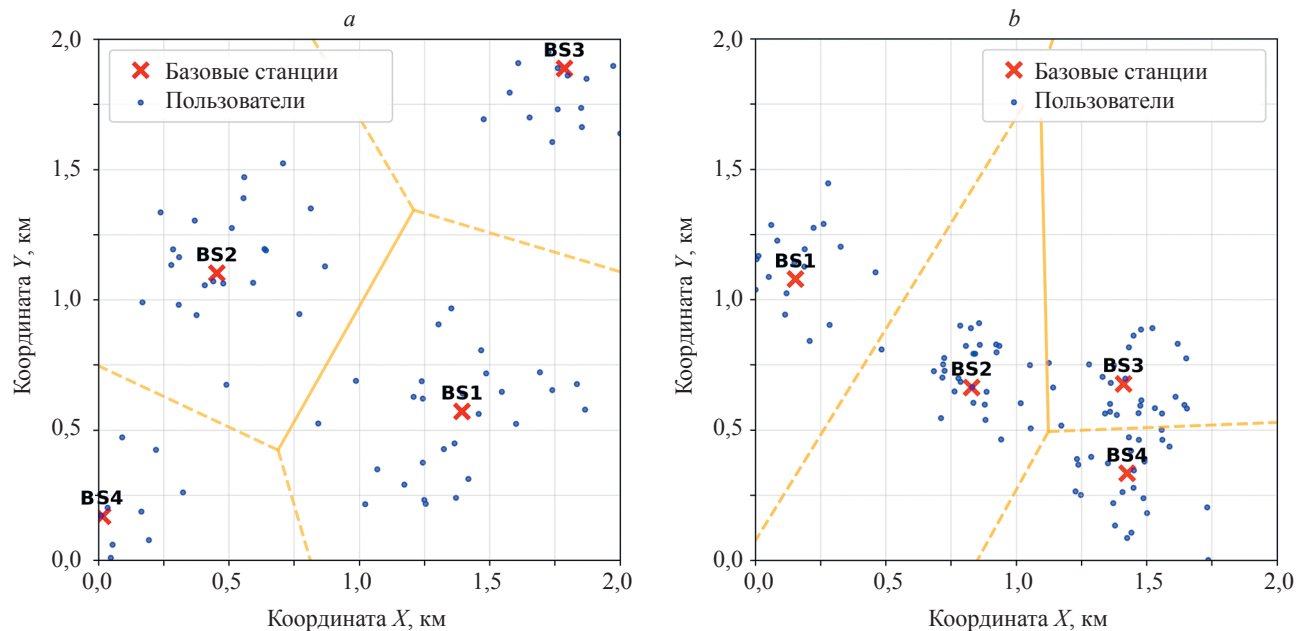 a
2,0
1,5
1,0
0,5
0,0
Координата Y, км
Базовые станции
Пользователи
BS3
BS2
BS1
BS4
0,0 0,5 1,0 1,5 2,0
Координата X, км
b
2,0
1,5
1,0
0,5
0,0
Координата Y, км
Базовые станции
Пользователи
BS1
BS2
BS3
BS4
0,0 0,5 1,0 1,5 2,0
Координата X, км